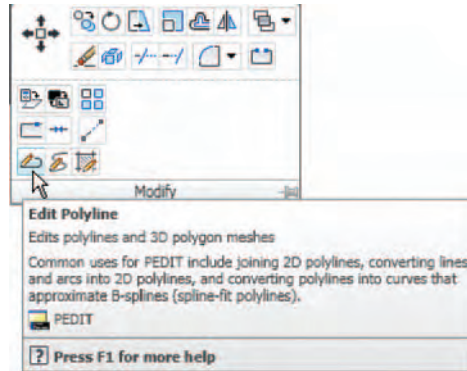 Modify
Edit Polyline
Edits polylines and 3D polygon meshes
Common uses for PEDIT include joining 2D polylines, converting lines
and arcs into 2D polylines, and converting polylines into curves that
approximate B-splines (spline-fit polylines).
PEDIT
? Press F1 for more help